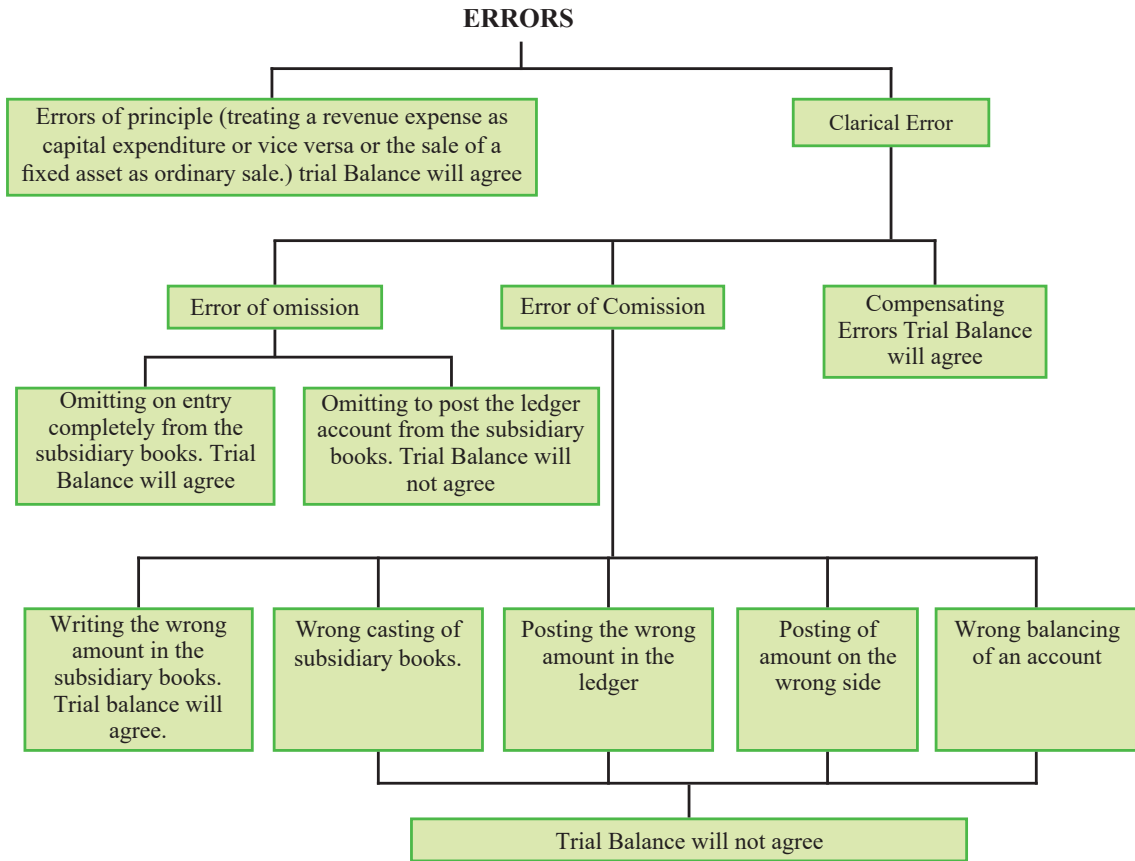 ERRORS
Errors of principle (treating a revenue expense as
capital expenditure or vice versa or the sale of a
fixed asset as ordinary sale.) trial Balance will agree
Clarical Error
Error of omission
Error of Comission
Compensating
Errors Trial Balance
will agree
Omitting on entry
completely from the
subsidiary books. Trial
Balance will agree
Omitting to post the ledger
account from the subsidiary
books. Trial Balance will
not agree
Writing the wrong
amount in the
subsidiary books.
Trial balance will
agree.
Wrong casting of
subsidiary books.
Posting the wrong
amount in the
ledger
Posting of
amount on the
wrong side
Wrong balancing
of an account
Trial Balance will not agree